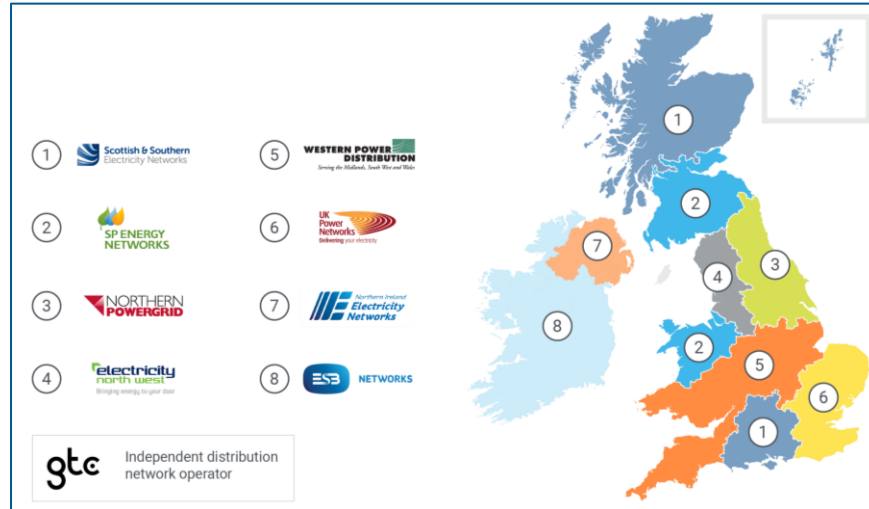 1
Scottish & Southern
Electricity Networks
2
SP ENERGY
NETWORKS
3
NORTHERN
POWERGRID
4
electricity
north west
Bringing energy to your door
5
WESTERN POWER
DISTRIBUTION
Serving the Midlands, South West and Wales
6
UK
Power
Networks
Delivering your electricity
7
Northern Ireland
Electricity
Networks
8
ESB NETWORKS
gtc
Independent distribution
network operator
1
2
7
4
3
8
2
5
6
1